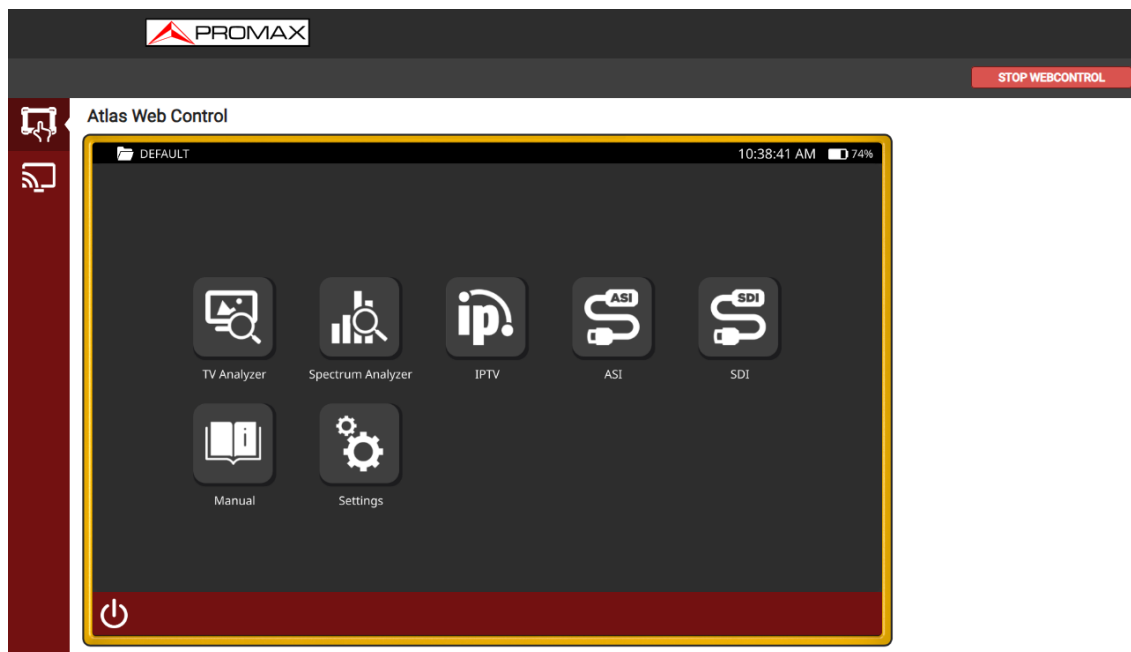 PROMAX
STOP WEBCONTROL
Atlas Web Control
DEFAULT 10:38:41 AM 74%
ip.
ASI
SDI
TV Analyzer Spectrum Analyzer IPTV ASI SDI
i
Manual Settings